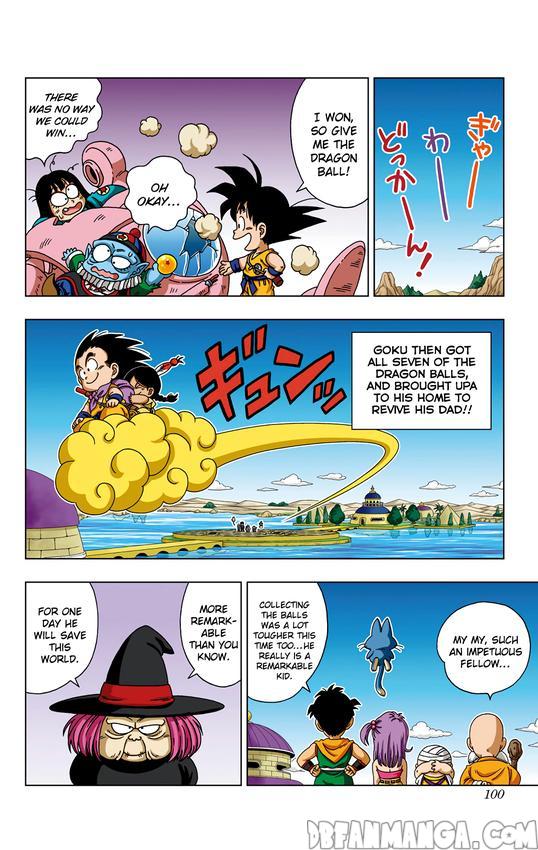 ぎゃー
わー
どっかーん!
I WON,
SO GIVE
ME THE
DRAGON
BALL!
OH
OKAY...
THERE
WAS NO WAY
WE COULD
WIN...
GOKU THEN GOT
ALL SEVEN OF THE
DRAGON BALLS,
AND BROUGHT UPA
TO HIS HOME TO
REVIVE HIS DAD!!
ギュンッ
MY MY, SUCH
AN IMPETUOUS
FELLOW...
COLLECTING
THE BALLS
WAS A LOT
TOUGHER THIS
TIME TOO...HE
REALLY IS A
REMARKABLE
KID.
MORE
REMARK-
ABLE THAN
YOU KNOW.
FOR ONE
DAY HE
WILL SAVE
THIS
WORLD.
100
DBFANMANGA.COM